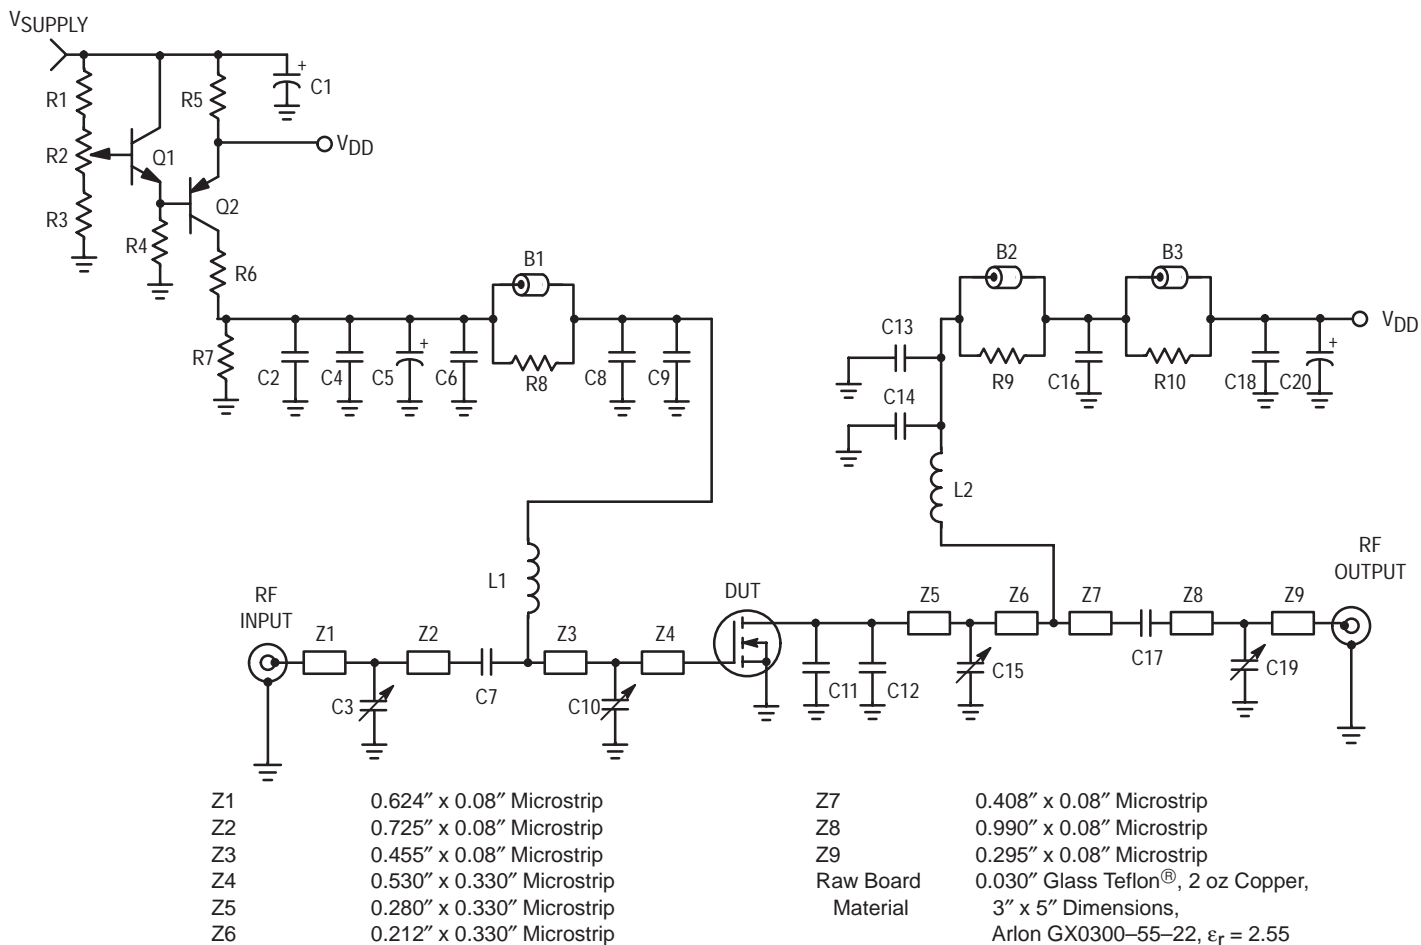 VSUPPLY
+
C1
R1
R5
R2
Q1
VDD
R3
Q2
R4
R6
B1
B2
B3
C13
VDD
R7
C2
C4
+
C5
C6
R8
C8
C9
R9
C16
R10
C18
+
C20
C14
L2
L1
RF
INPUT
DUT
RF
OUTPUT
Z1
Z2
Z3
Z4
Z5
Z6
Z7
Z8
Z9
C3
C7
C10
C11
C12
C15
C17
C19
Z1 0.624″ x 0.08″ Microstrip
Z2 0.725″ x 0.08″ Microstrip
Z3 0.455″ x 0.08″ Microstrip
Z4 0.530″ x 0.330″ Microstrip
Z5 0.280″ x 0.330″ Microstrip
Z6 0.212″ x 0.330″ Microstrip
Z7 0.408″ x 0.08″ Microstrip
Z8 0.990″ x 0.08″ Microstrip
Z9 0.295″ x 0.08″ Microstrip
Raw Board 0.030″ Glass Teflon®, 2 oz Copper,
Material 3″ x 5″ Dimensions,
Arlon GX0300–55–22, εr = 2.55